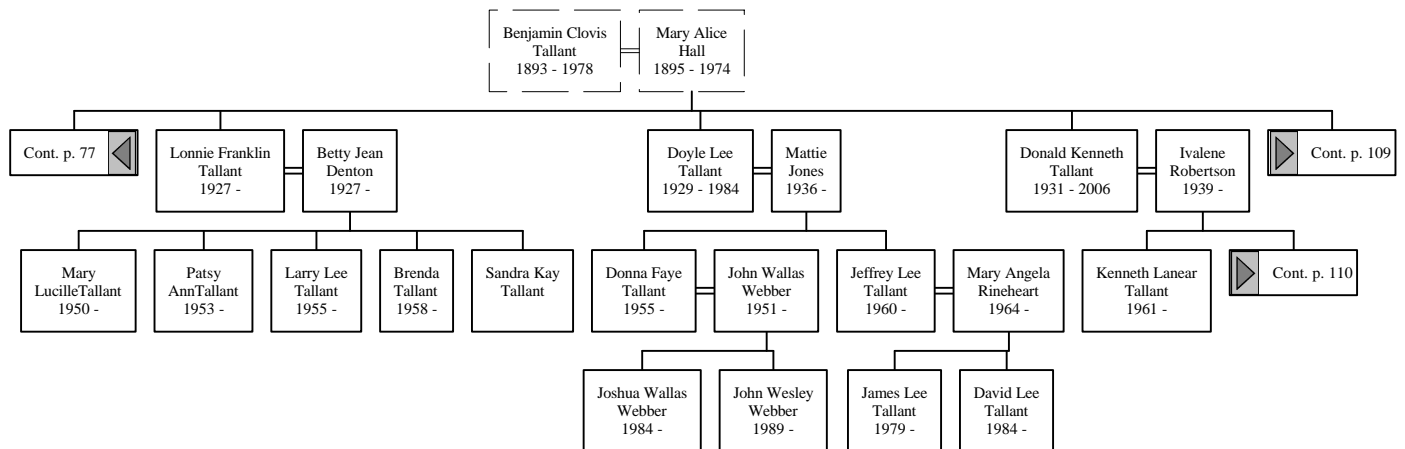 Benjamin Clovis
Tallant
1893 - 1978
Mary Alice
Hall
1895 - 1974
Cont. p. 77
Lonnie Franklin
Tallant
1927 -
Betty Jean
Denton
1927 -
Doyle Lee
Tallant
1929 - 1984
Mattie
Jones
1936 -
Donald Kenneth
Tallant
1931 - 2006
Ivalene
Robertson
1939 -
Cont. p. 109
Mary
LucilleTallant
1950 -
Patsy
AnnTallant
1953 -
Larry Lee
Tallant
1955 -
Brenda
Tallant
1958 -
Sandra Kay
Tallant
Donna Faye
Tallant
1955 -
John Wallas
Webber
1951 -
Jeffrey Lee
Tallant
1960 -
Mary Angela
Rineheart
1964 -
Kenneth Lanear
Tallant
1961 -
Cont. p. 110
Joshua Wallas
Webber
1984 -
John Wesley
Webber
1989 -
James Lee
Tallant
1979 -
David Lee
Tallant
1984 -